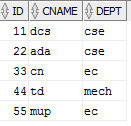 ID CNAME DEPT
11 dcs cse
22 ada cse
33 cn ec
44 td mech
55 mup ec